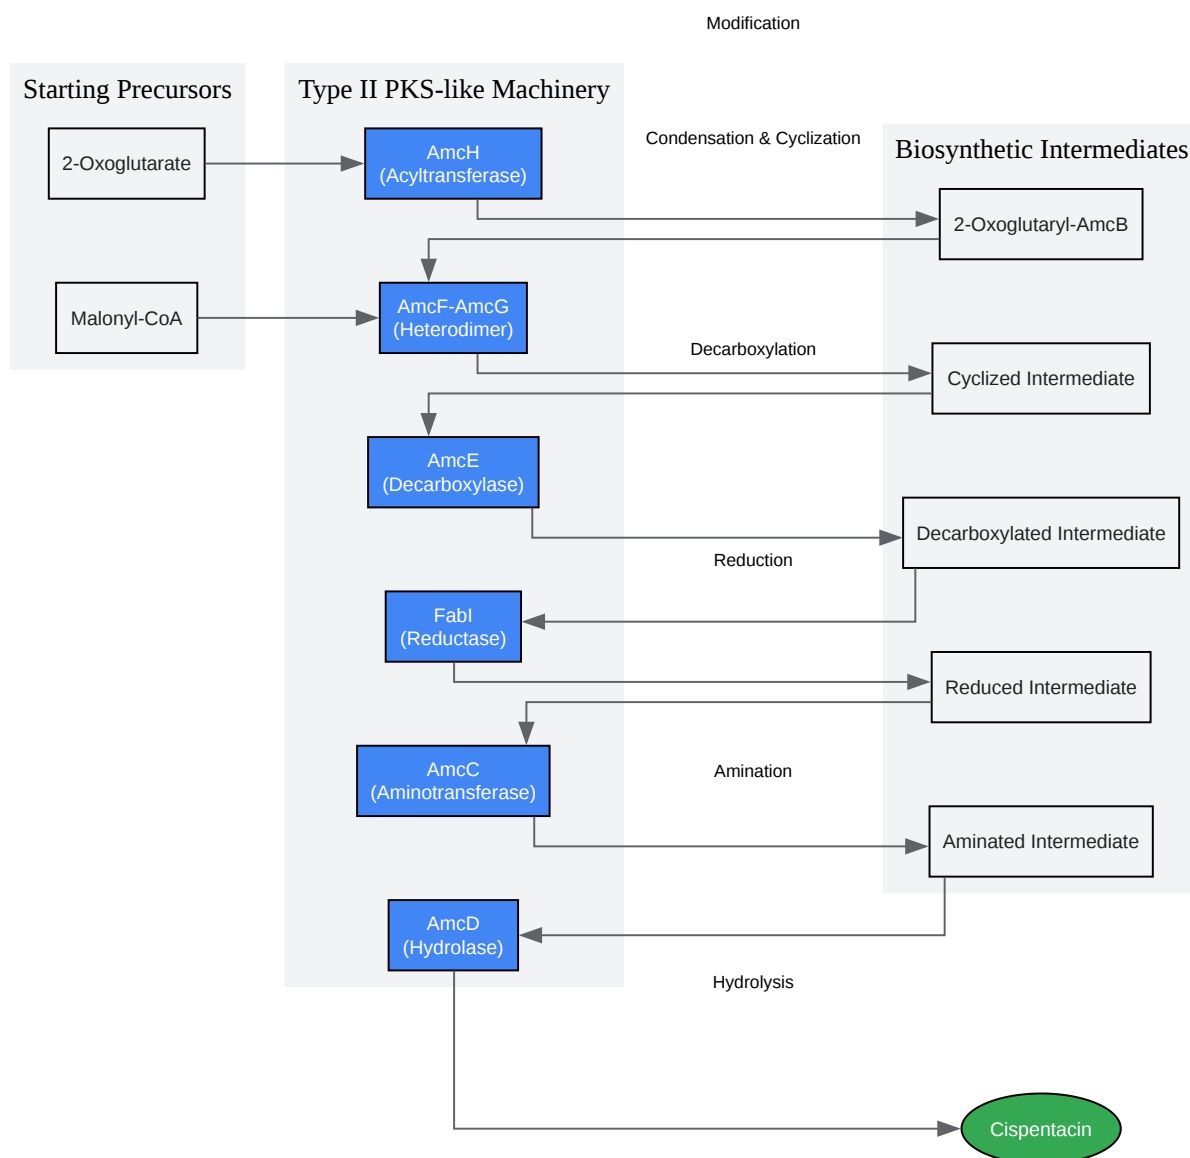 Modification
Starting Precursors
Type II PKS-like Machinery
2-Oxoglutarate
AmcH
(Acyltransferase)
Condensation & Cyclization
Biosynthetic Intermediates
2-Oxoglutaryl-AmcB
Malonyl-CoA
AmcF-AmcG
(Heterodimer)
Decarboxylation
Cyclized Intermediate
AmcE
(Decarboxylase)
Decarboxylated Intermediate
Reduction
FabI
(Reductase)
Reduced Intermediate
AmcC
(Aminotransferase)
Amination
Aminated Intermediate
AmcD
(Hydrolase)
Hydrolysis
Cispentacin